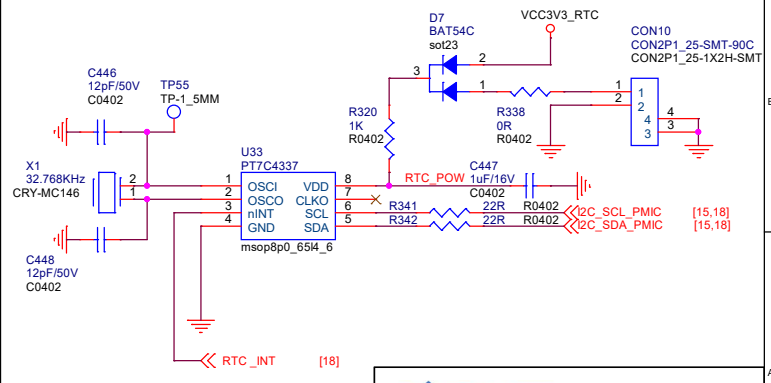 D7
BAT54C
sot23
VCC3V3_RTC
2
3
1
CON10
CON2P1_25-SMT-90C
CON2P1_25-1X2H-SMT
1
2
1
2
4
3
4
3
R338
0R
R0402
R320
1K
R0402
C446
12pF/50V
C0402
TP55
TP-1_5MM
X1
32.768KHz
CRY-MC146
2
1
C448
12pF/50V
C0402
U33
PT7C4337
1
2
3
4
OSCI
OSCO
nINT
GND
VDD
CLKO
SCL
SDA
8
7
6
5
msop8p0_65l4_6
RTC_POW
C447
1uF/16V
C0402
R341
22R
R0402
I2C_SCL_PMIC
[15,18]
R342
22R
R0402
I2C_SDA_PMIC
[15,18]
RTC_INT
[18]